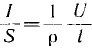 I/S = 1/ρ U/l